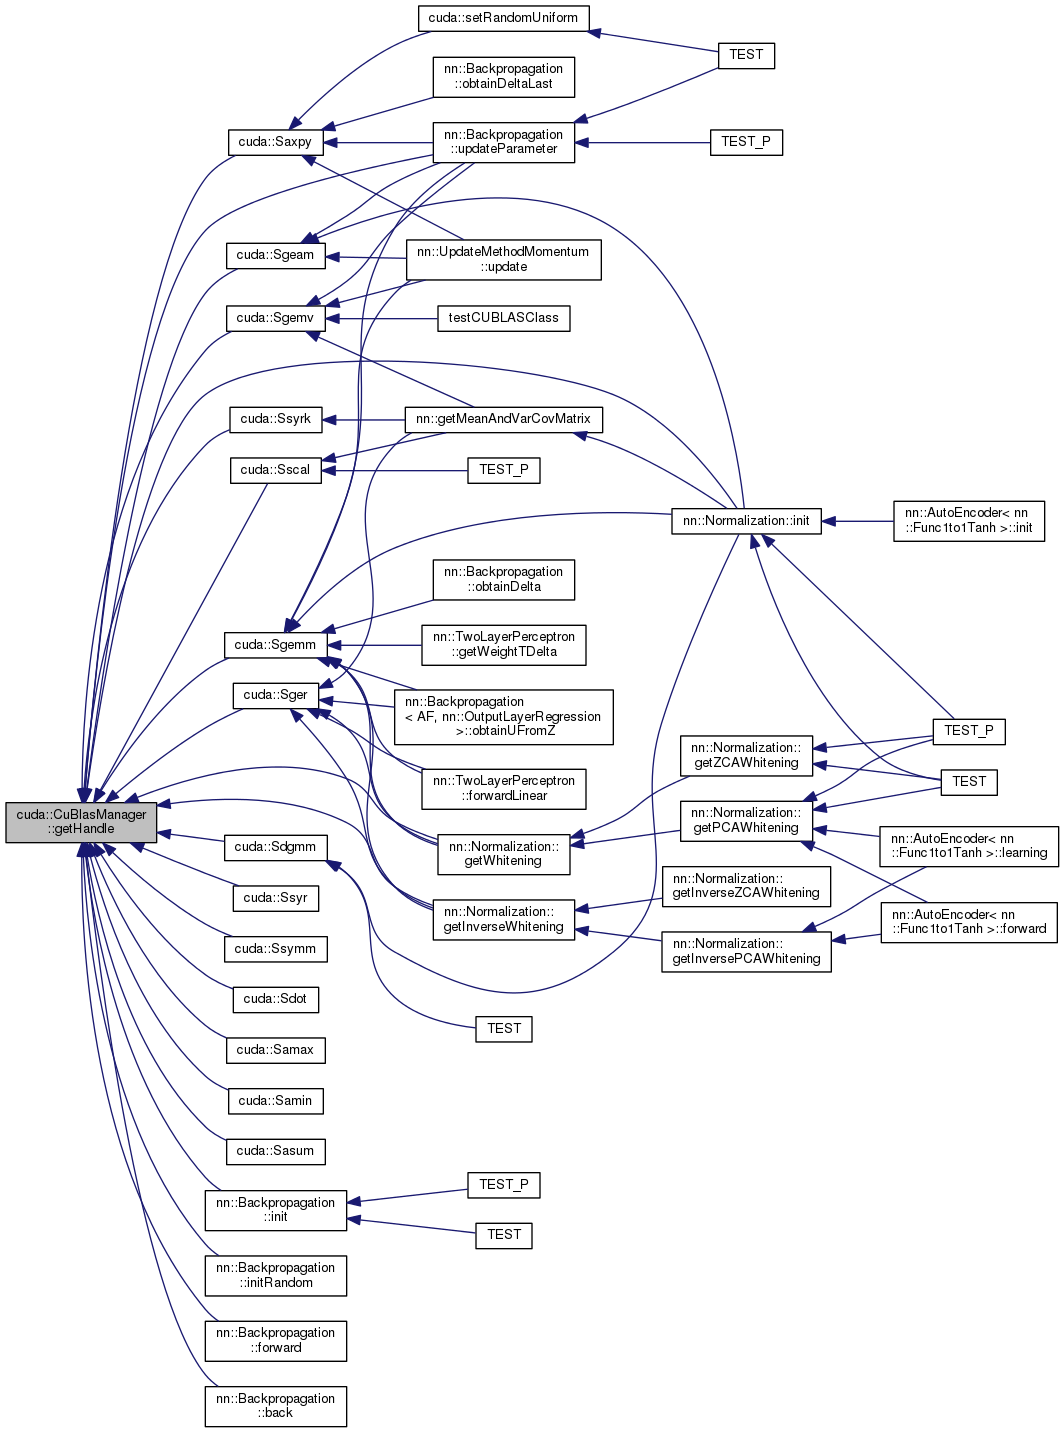 cuda::setRandomUniform
TEST
nn::Backpropagation
::obtainDeltaLast
cuda::Saxpy
nn::Backpropagation
::updateParameter
TEST_P
cuda::Sgeam
nn::UpdateMethodMomentum
::update
cuda::Sgemv
testCUBLASClass
cuda::Ssyrk
nn::getMeanAndVarCovMatrix
cuda::Sscal
TEST_P
nn::Normalization::init
nn::AutoEncoder< nn
::Func1to1Tanh >::init
nn::Backpropagation
::obtainDelta
cuda::Sgemm
nn::TwoLayerPerceptron
::getWeightTDelta
cuda::Sger
nn::Backpropagation
< AF, nn::OutputLayerRegression
>::obtainUFromZ
TEST_P
nn::Normalization::
getZCAWhitening
nn::TwoLayerPerceptron
::forwardLinear
TEST
cuda::CuBlasManager
::getHandle
nn::Normalization::
getPCAWhitening
cuda::Sdgmm
nn::Normalization::
getWhitening
nn::AutoEncoder< nn
::Func1to1Tanh >::learning
cuda::Ssyr
nn::Normalization::
getInverseZCAWhitening
nn::Normalization::
getInverseWhitening
nn::AutoEncoder< nn
::Func1to1Tanh >::forward
cuda::Ssymm
nn::Normalization::
getInversePCAWhitening
cuda::Sdot
TEST
cuda::Samax
cuda::Samin
cuda::Sasum
nn::Backpropagation
::init
TEST_P
TEST
nn::Backpropagation
::initRandom
nn::Backpropagation
::forward
nn::Backpropagation
::back